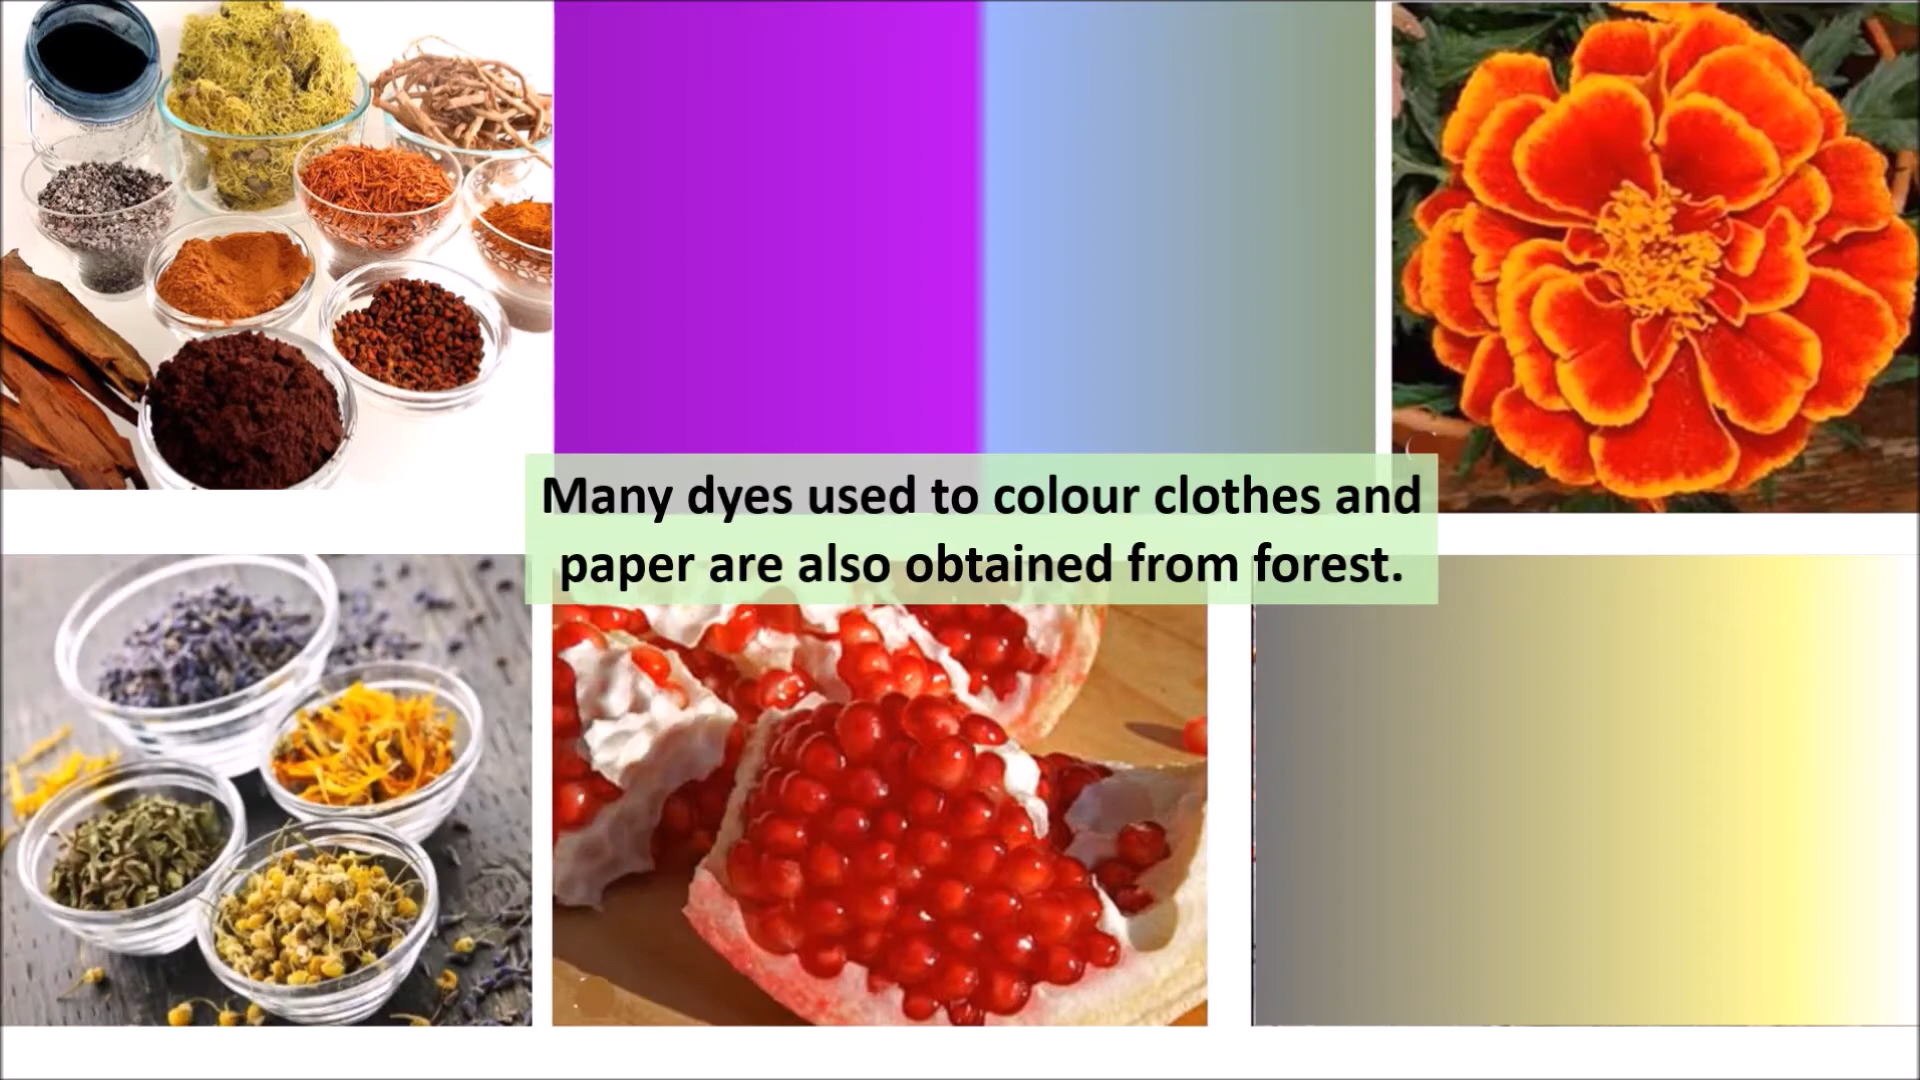 Many dyes used to colour clothes and
paper are also obtained from forest.